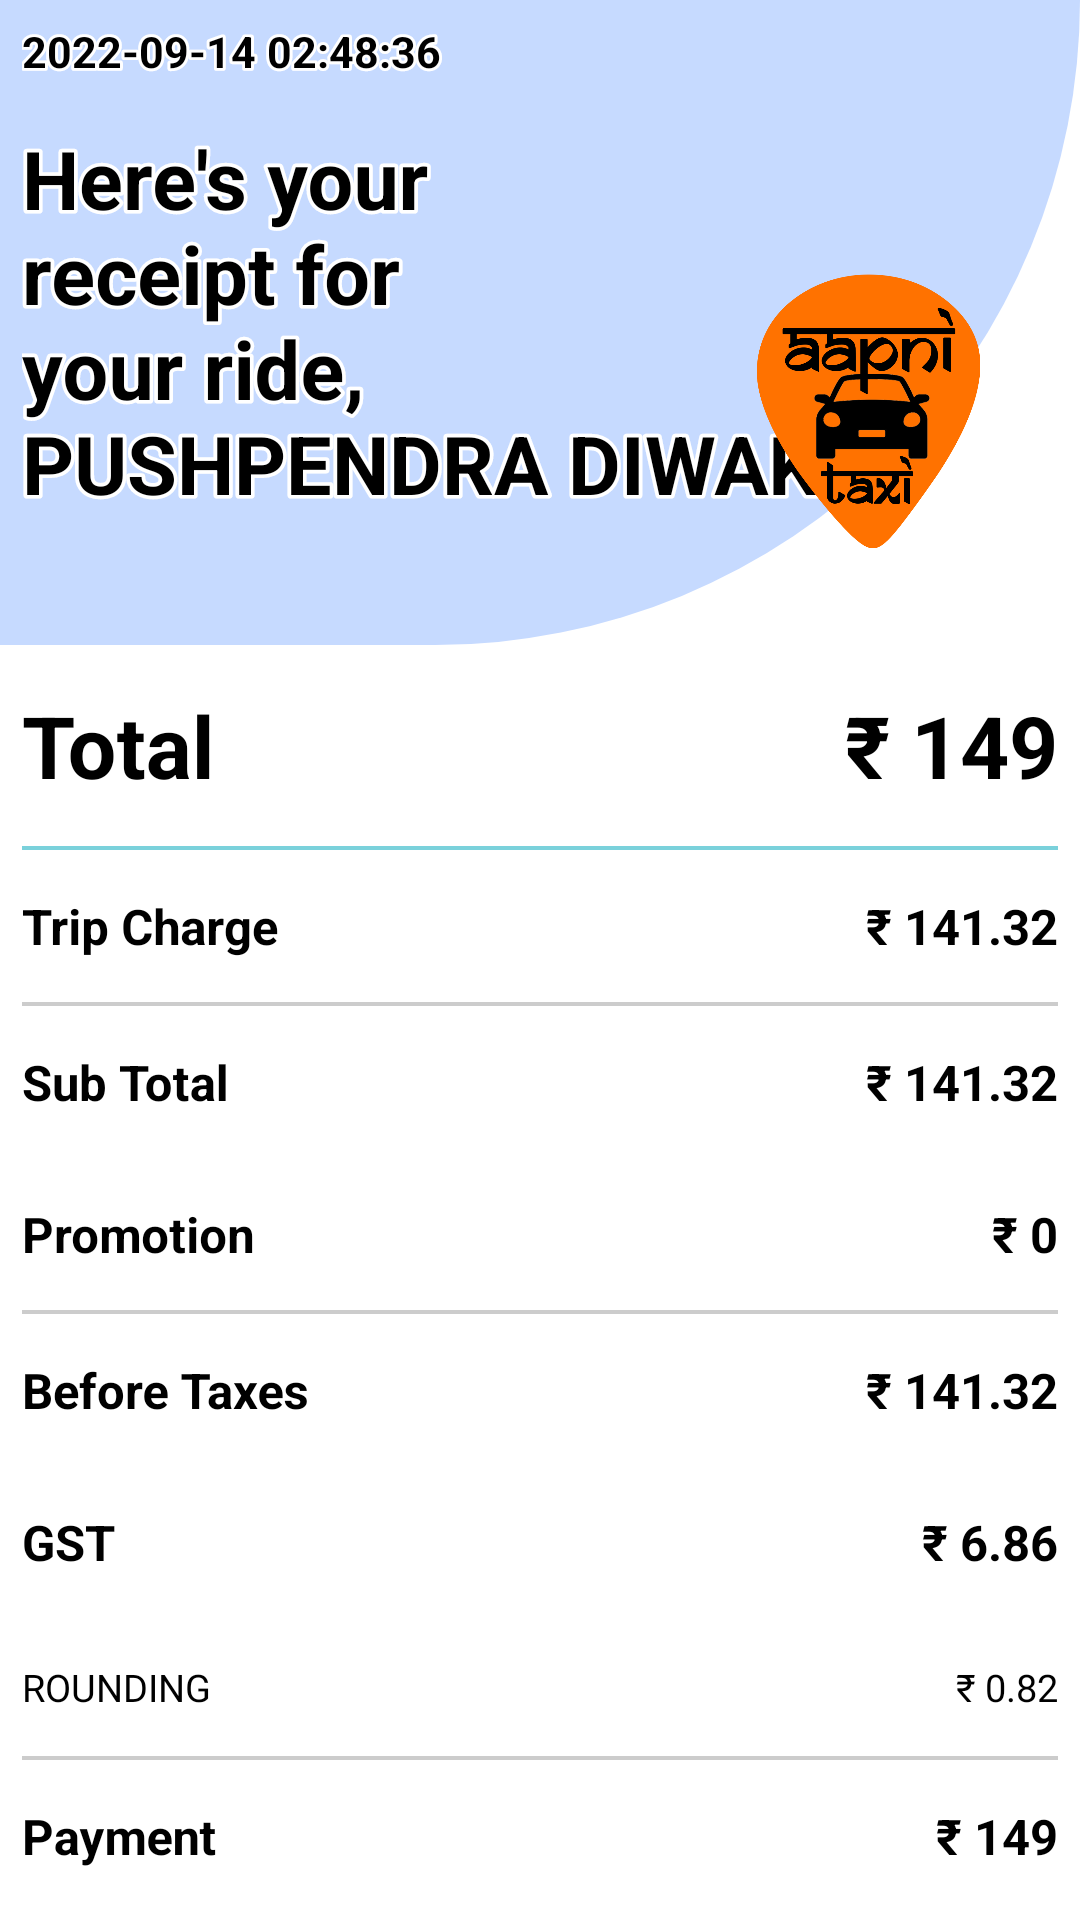 2022-09-14 02:48:36
Here's your
receipt for
your ride,
PUSHPENDRA DIWAK
aapni
taxi
Total ₹ 149
Trip Charge ₹ 141.32
Sub Total ₹ 141.32
Promotion ₹ 0
Before Taxes ₹ 141.32
GST ₹ 6.86
ROUNDING ₹ 0.82
Payment ₹ 149